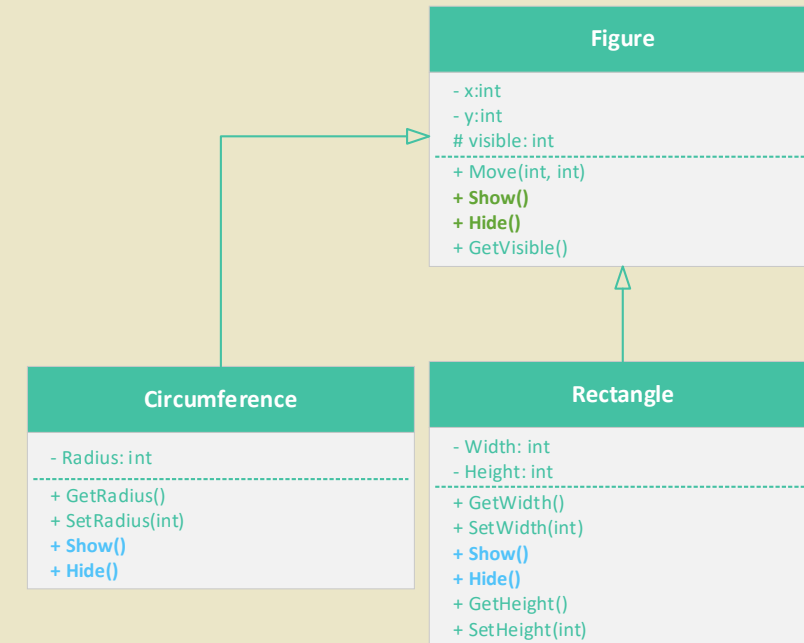 Figure
- x:int
- y:int
# visible: int
+ Move(int, int)
+ Show()
+ Hide()
+ GetVisible()
Circumference
- Radius: int
+ GetRadius()
+ SetRadius(int)
+ Show()
+ Hide()
Rectangle
- Width: int
- Height: int
+ GetWidth()
+ SetWidth(int)
+ Show()
+ Hide()
+ GetHeight()
+ SetHeight(int)